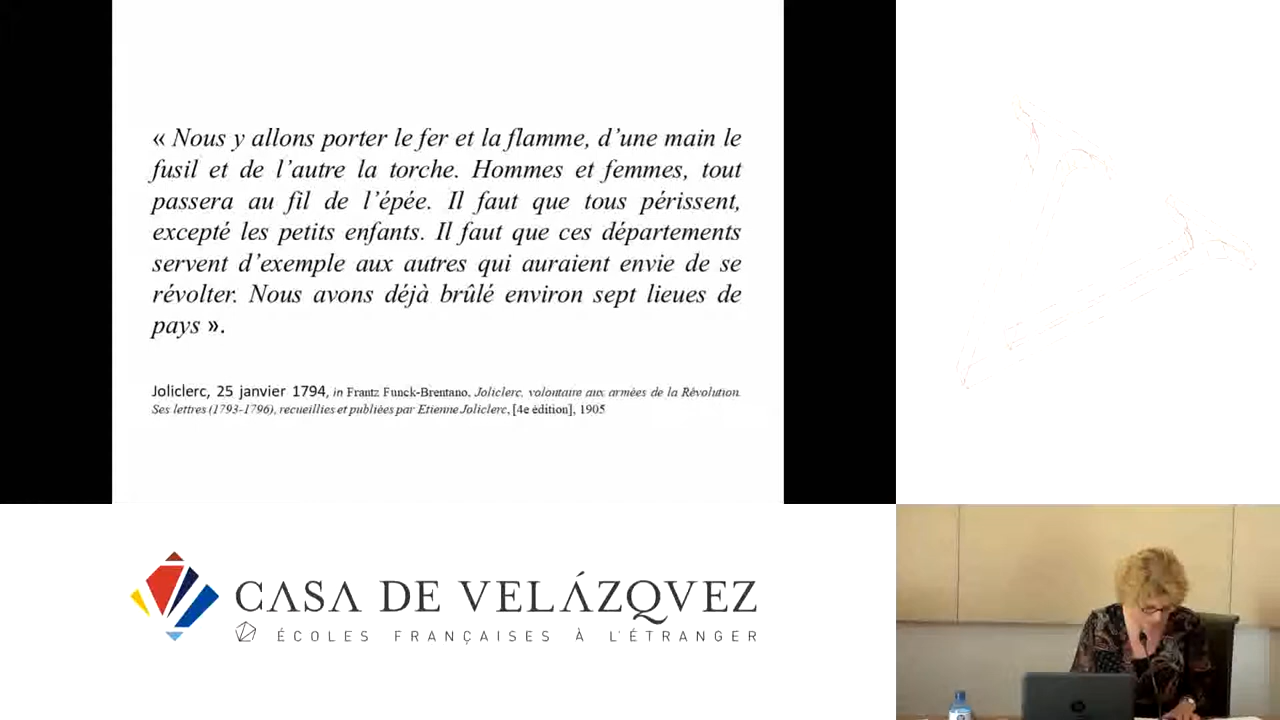 « Nous y allons porter le fer et la flamme, d’une main le
fusil et de l’autre la torche. Hommes et femmes, tout
passera au fil de l’épée. Il faut que tous périssent,
excepté les petits enfants. Il faut que ces départements
servent d’exemple aux autres qui auraient envie de se
révolter. Nous avons déjà brûlé environ sept lieues de
pays ».
Joliclerc, 25 janvier 1794, in Frantz Funck-Brentano, Joliclerc, volontaire aux armées de la Révolution.
Ses lettres (1793-1796), recueillies et publiées par Etienne Joliclerc, [4e édition], 1905
CASA DE VELÁZQVEZ
ÉCOLES FRANÇAISES À L'ÉTRANGER
hp